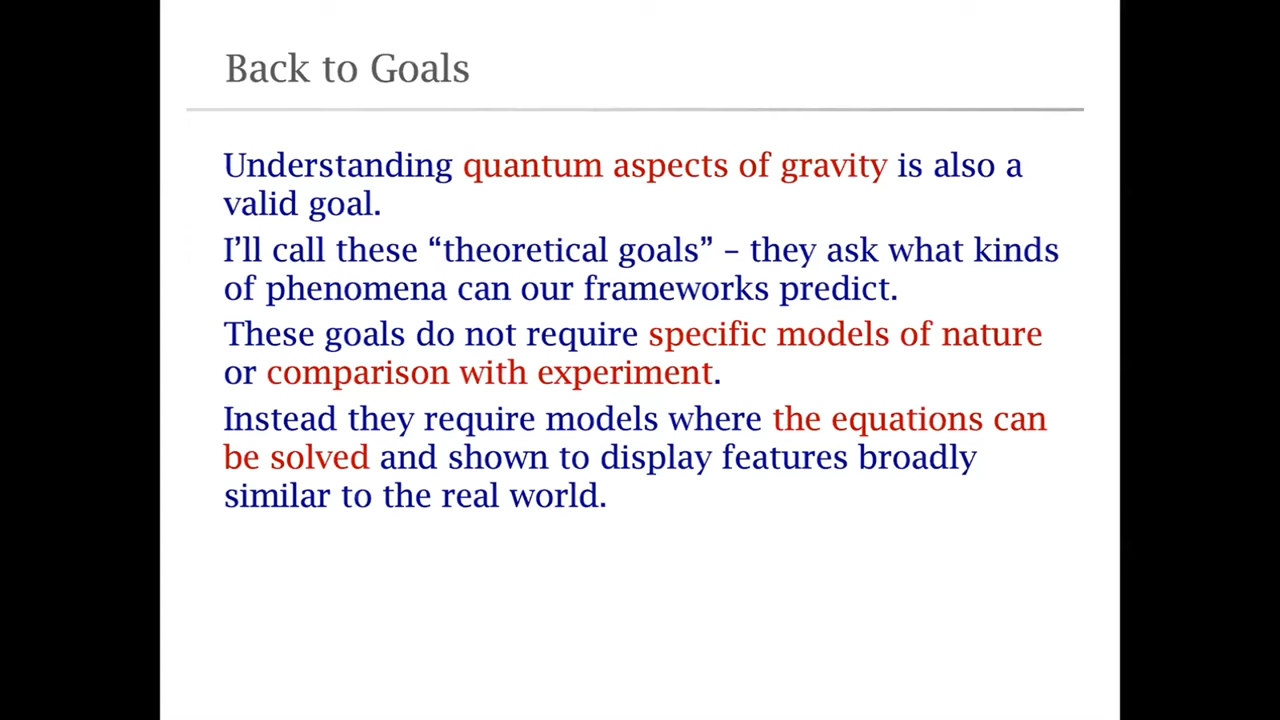 Back to Goals
Understanding quantum aspects of gravity is also a
valid goal.
I’ll call these “theoretical goals” – they ask what kinds
of phenomena can our frameworks predict.
These goals do not require specific models of nature
or comparison with experiment.
Instead they require models where the equations can
be solved and shown to display features broadly
similar to the real world.